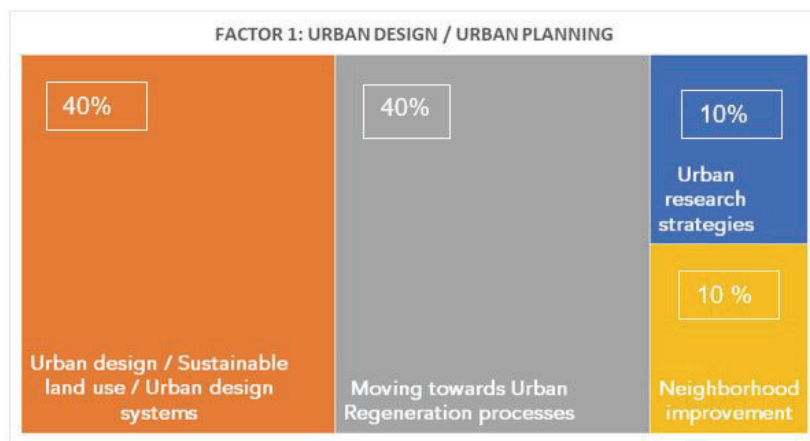 FACTOR 1: URBAN DESIGN / URBAN PLANNING
40%
Urban design / Sustainable
land use / Urban design
systems
40%
Moving towards Urban
Regeneration processes
10%
Urban
research
strategies
10 %
Neighborhood
improvement